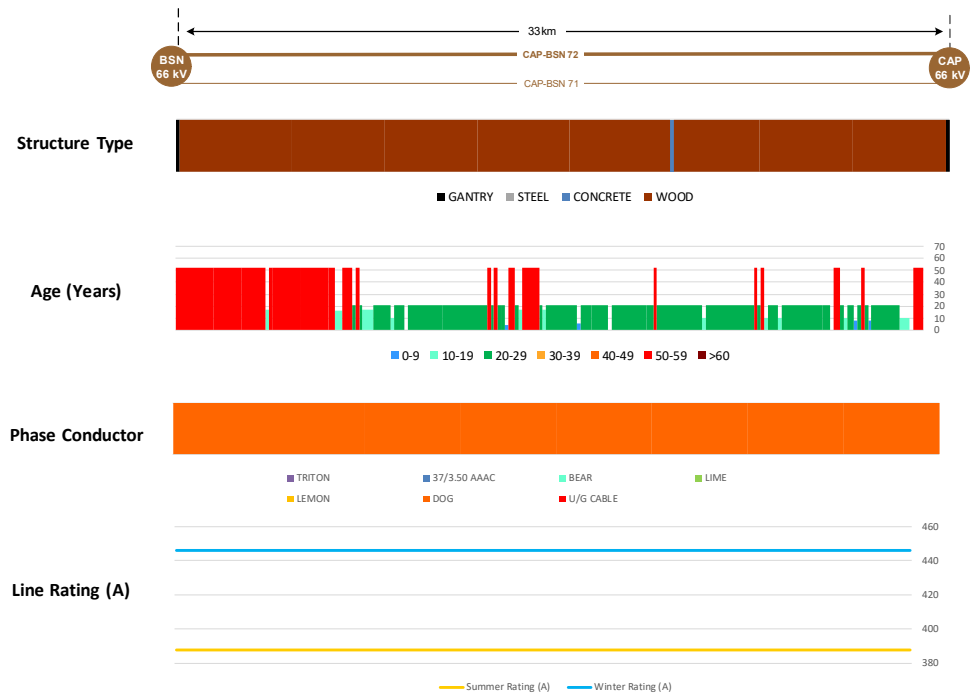 33km
BSN
66 kV
CAP-BSN 72
CAP
66 kV
CAP-BSN 71
Structure Type
GANTRY STEEL CONCRETE WOOD
Age (Years)
70
60
50
40
30
20
10
0
0-9 10-19 20-29 30-39 40-49 50-59 >60
Phase Conductor
TRITON 37/3.50 AAAC BEAR LIME
LEMON DOG U/G CABLE
Line Rating (A)
460
440
420
400
380
Summer Rating (A) Winter Rating (A)